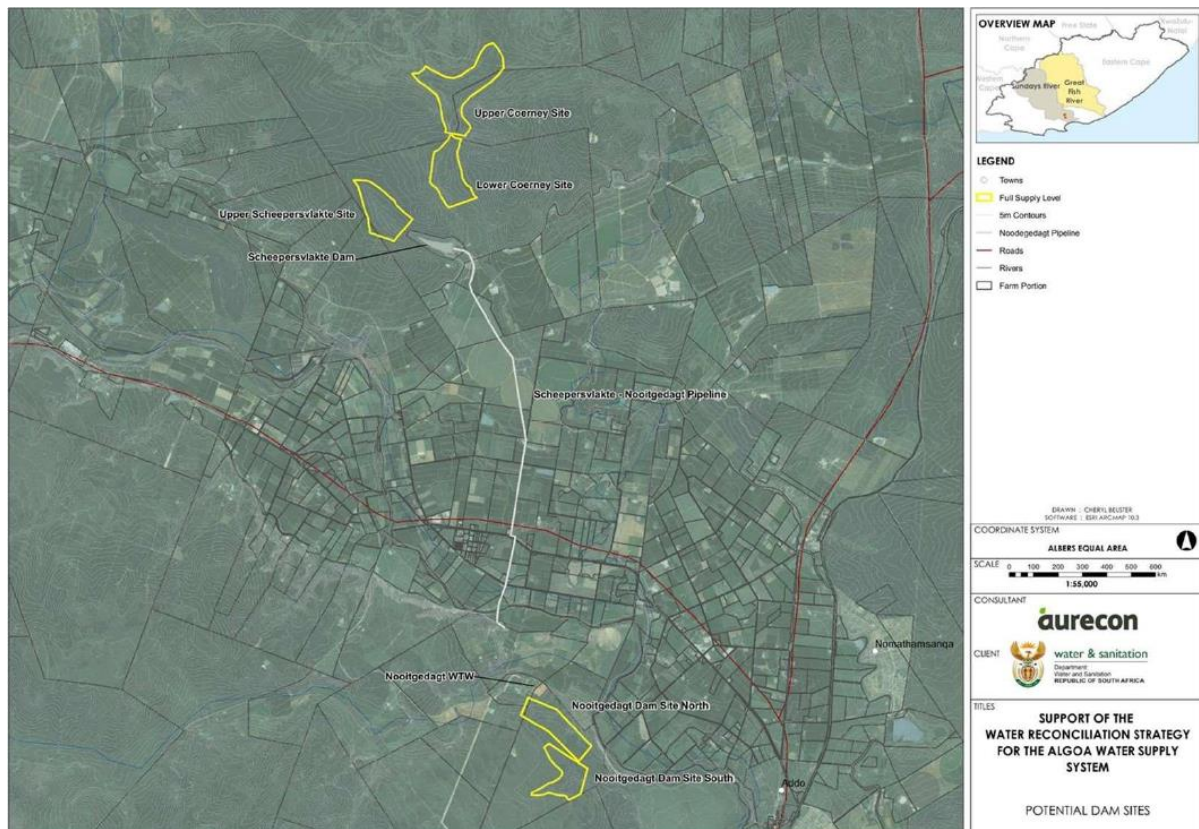 Upper Coerney Site
Lower Coerney Site
Upper Scheepersvlakte Site
Scheepersvlakte Dam
Scheepersvlakte - Nooitgedagt Pipeline
Nomathamsanqa
Nooitgedagt WTW
Nooitgedagt Dam Site North
Nooitgedagt Dam Site South
Addo
OVERVIEW MAP
Free State
KwaZulu-
Natal
Northern
Cape
Eastern Cape
Western
Cape
Sundays River
Great
Fish
River
LEGEND
Towns
Full Supply Level
5m Contours
Noodegedagt Pipeline
Roads
Rivers
Farm Portion
DRAWN : CHERYL BEUSTER
SOFTWARE : ESRI ARCMAP 10.3
COORDINATE SYSTEM
ALBERS EQUAL AREA
SCALE
0 100 200 300 400 500 600
km
1:55,000
CONSULTANT
aurecon
CLIENT
water & sanitation
Department:
Water and Sanitation
REPUBLIC OF SOUTH AFRICA
TITLES
SUPPORT OF THE
WATER RECONCILIATION STRATEGY
FOR THE ALGOA WATER SUPPLY
SYSTEM
POTENTIAL DAM SITES